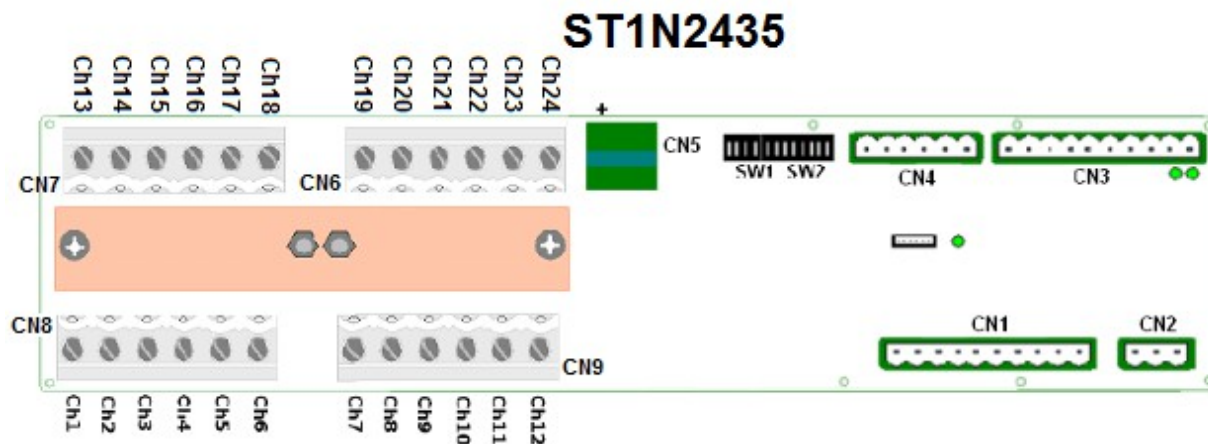 ST1N2435
Ch13 Ch14 Ch15 Ch16 Ch17 Ch18 Ch19 Ch20 Ch21 Ch22 Ch23 Ch24
+
CN7 CN6 CN5 SW1 SW2 CN4 CN3
CN8 CN9 CN1 CN2
Ch1 Ch2 Ch3 Ch4 Ch5 Ch6 Ch7 Ch8 Ch9 Ch10 Ch11 Ch12